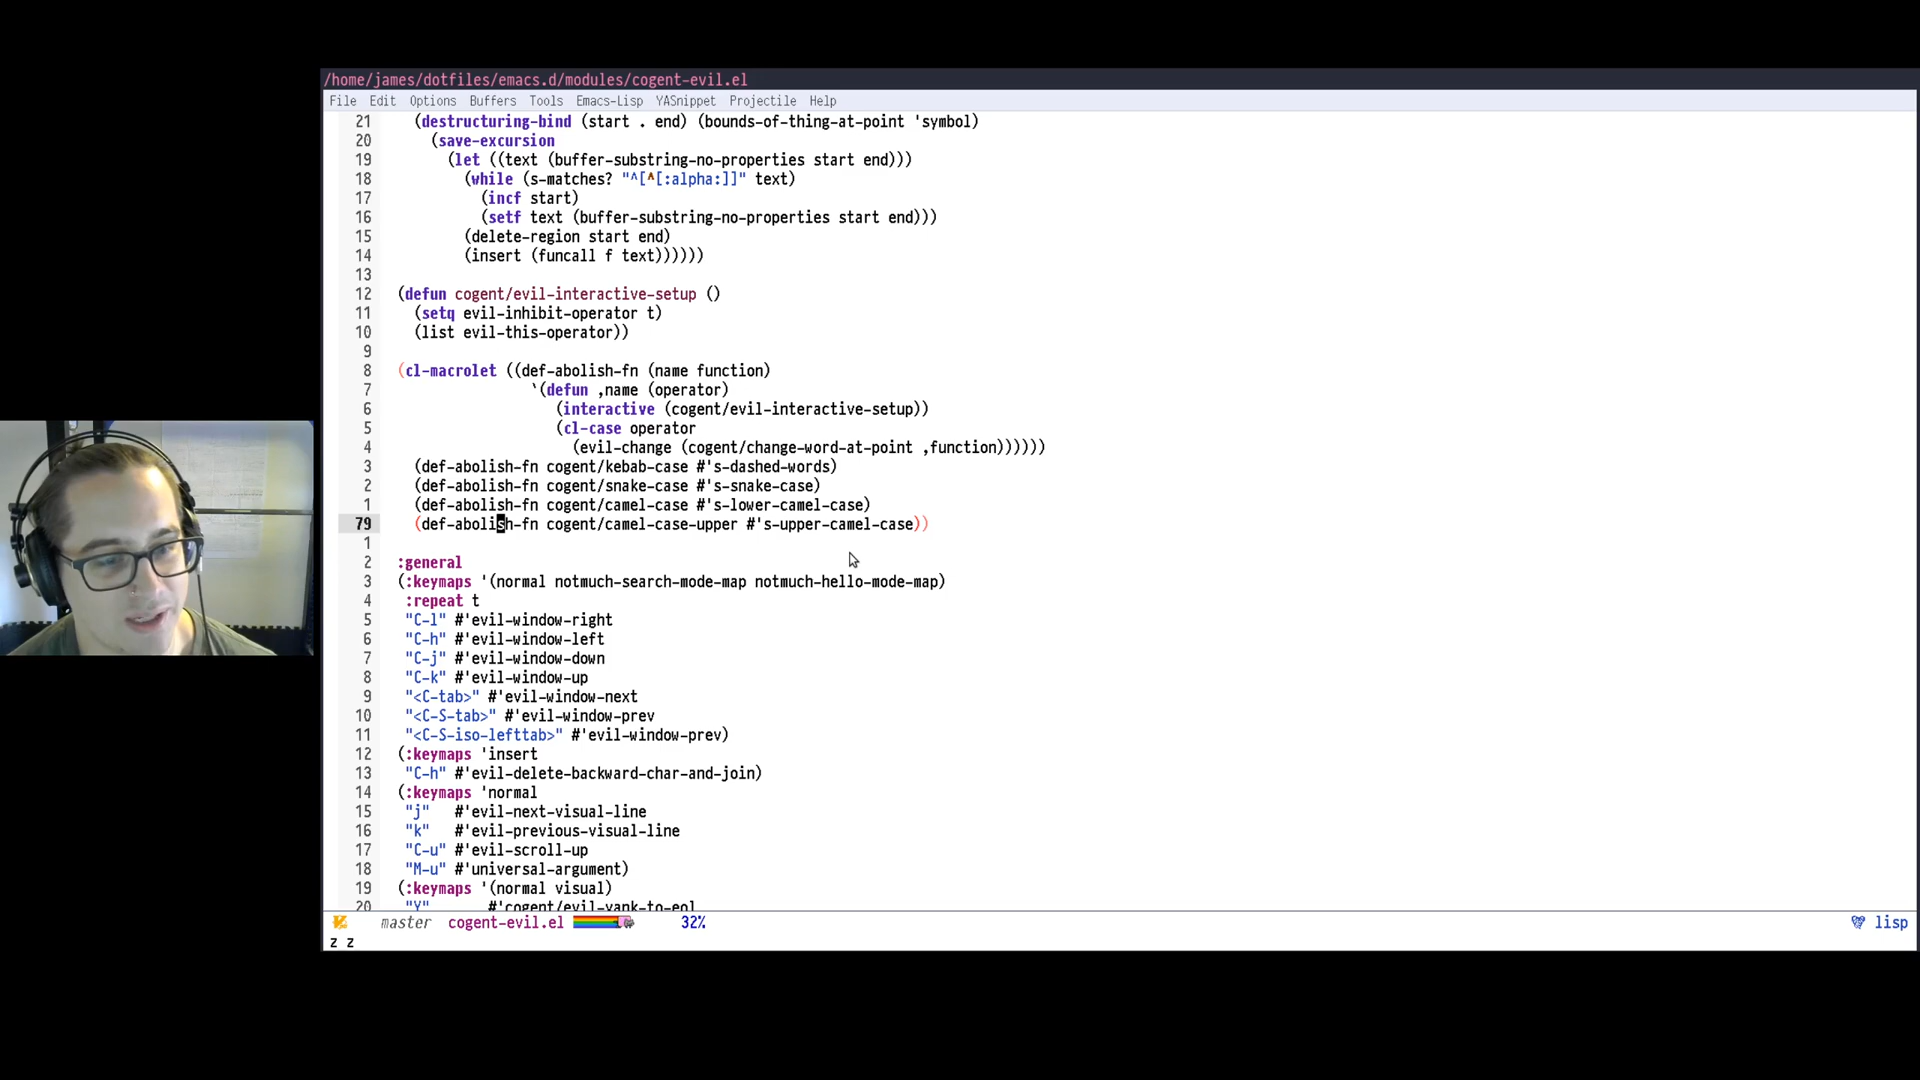 /home/james/dotfiles/emacs.d/modules/cogent-evil.el
File Edit Options Buffers Tools Emacs-Lisp YASnippet Projectile Help
21 (destructuring-bind (start . end) (bounds-of-thing-at-point 'symbol)
20 (save-excursion
19 (let ((text (buffer-substring-no-properties start end)))
18 (while (s-matches? "^[^[:alpha:]]" text)
17 (incf start)
16 (setf text (buffer-substring-no-properties start end)))
15 (delete-region start end)
14 (insert (funcall f text))))))
13
12 (defun cogent/evil-interactive-setup ()
11 (setq evil-inhibit-operator t)
10 (list evil-this-operator))
9
8 (cl-macrolet ((def-abolish-fn (name function)
7 `(defun ,name (operator)
6 (interactive (cogent/evil-interactive-setup))
5 (cl-case operator
4 (evil-change (cogent/change-word-at-point ,function))))))
3 (def-abolish-fn cogent/kebab-case #'s-dashed-words)
2 (def-abolish-fn cogent/snake-case #'s-snake-case)
1 (def-abolish-fn cogent/camel-case #'s-lower-camel-case)
79 (def-abolish-fn cogent/camel-case-upper #'s-upper-camel-case))
1
2 :general
3 (:keymaps '(normal notmuch-search-mode-map notmuch-hello-mode-map)
4 :repeat t
5 "C-l" #'evil-window-right
6 "C-h" #'evil-window-left
7 "C-j" #'evil-window-down
8 "C-k" #'evil-window-up
9 "<C-tab>" #'evil-window-next
10 "<C-S-tab>" #'evil-window-prev
11 "<C-S-iso-lefttab>" #'evil-window-prev)
12 (:keymaps 'insert
13 "C-h" #'evil-delete-backward-char-and-join)
14 (:keymaps 'normal
15 "j" #'evil-next-visual-line
16 "k" #'evil-previous-visual-line
17 "C-u" #'evil-scroll-up
18 "M-u" #'universal-argument)
19 (:keymaps '(normal visual)
20 "Y" #'cogent/evil-yank-to-eol
master cogent-evil.el 32% lisp
z z